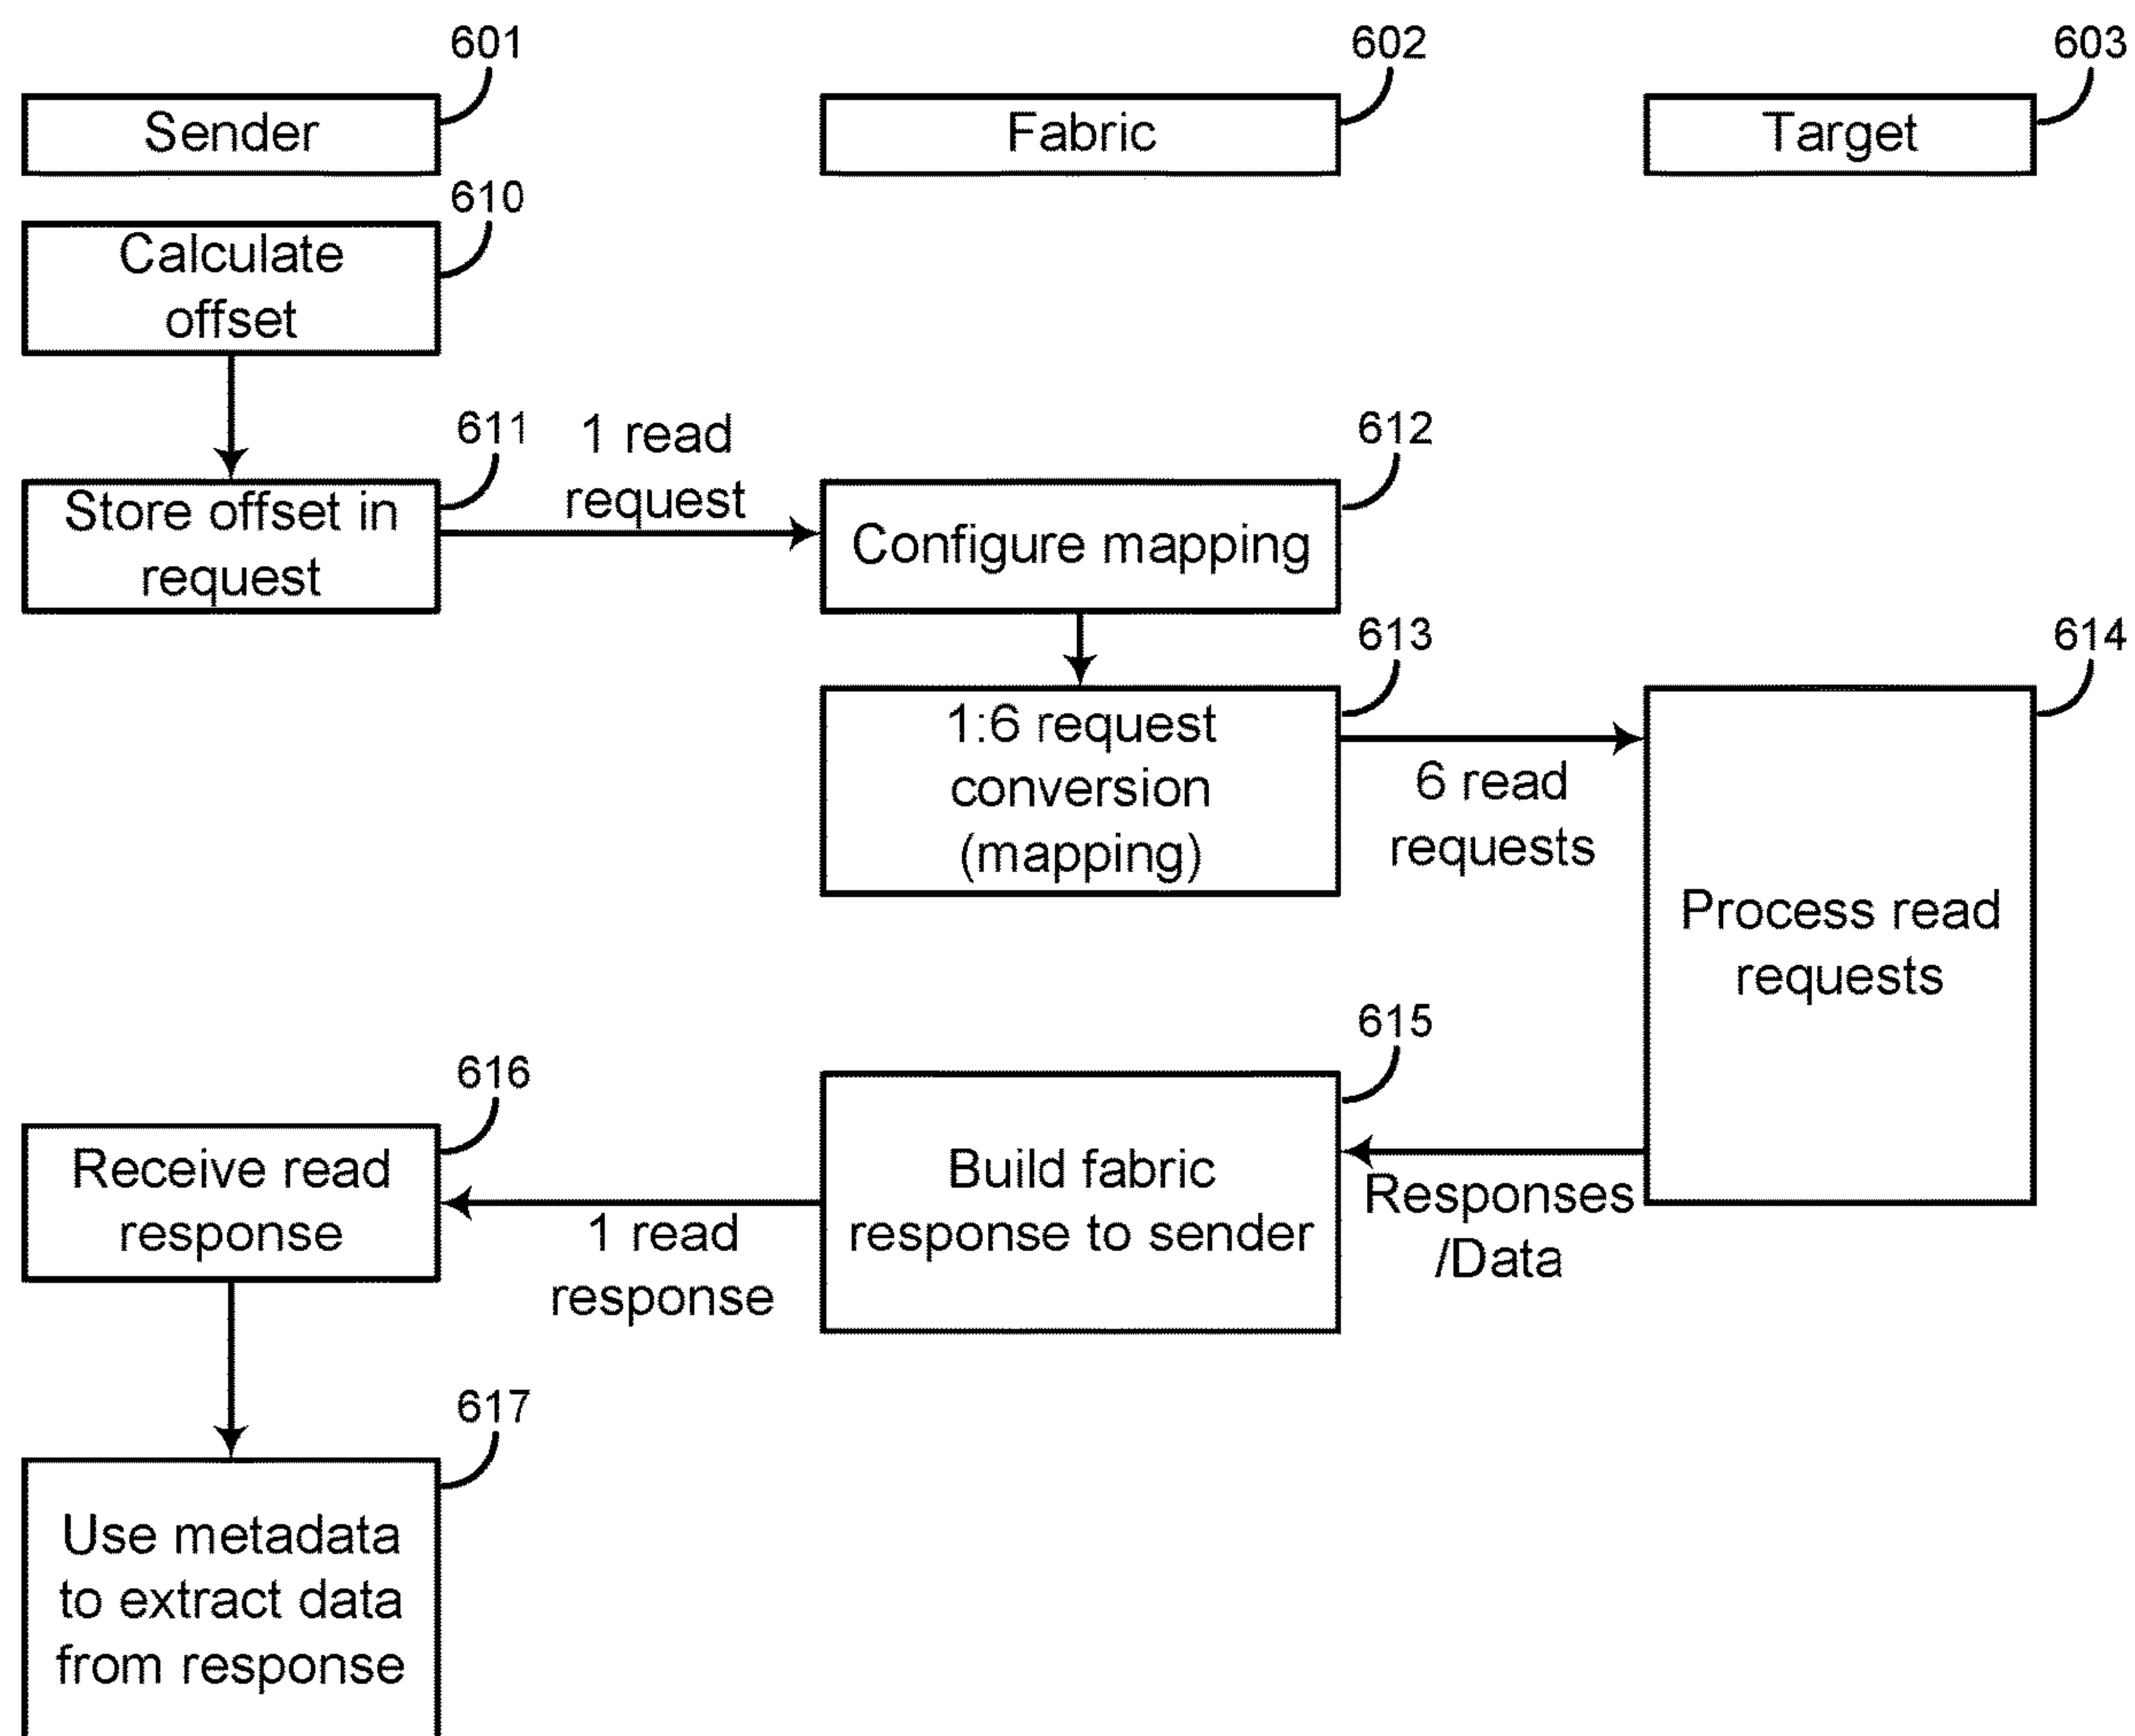 601
602
603
Sender
Fabric
Target
610
Calculate
offset
611
1 read
request
612
Store offset in
request
Configure mapping
613
614
1:6 request
conversion
(mapping)
6 read
requests
Process read
requests
615
616
Receive read
response
1 read
response
Build fabric
response to sender
Responses
/Data
617
Use metadata
to extract data
from response